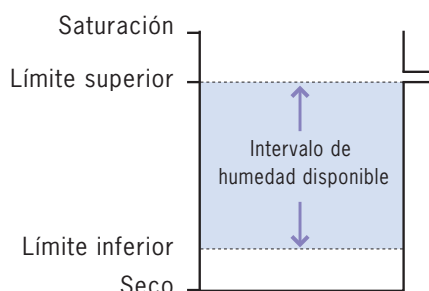 Saturación
Límite superior
Intervalo de
humedad disponible
Límite inferior
Seco